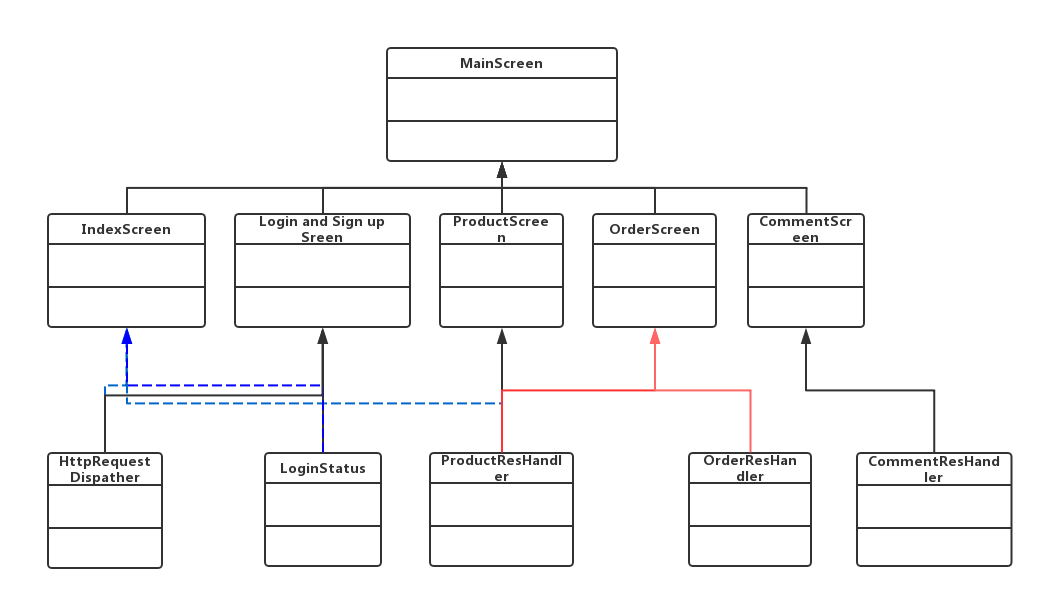 MainScreen
IndexScreen
Login and Sign up
Sreen
ProductScree
n
OrderScreen
CommentScr
een
HttpRequest
Dispather
LoginStatus
ProductResHandl
er
OrderResHan
dler
CommentResHand
ler